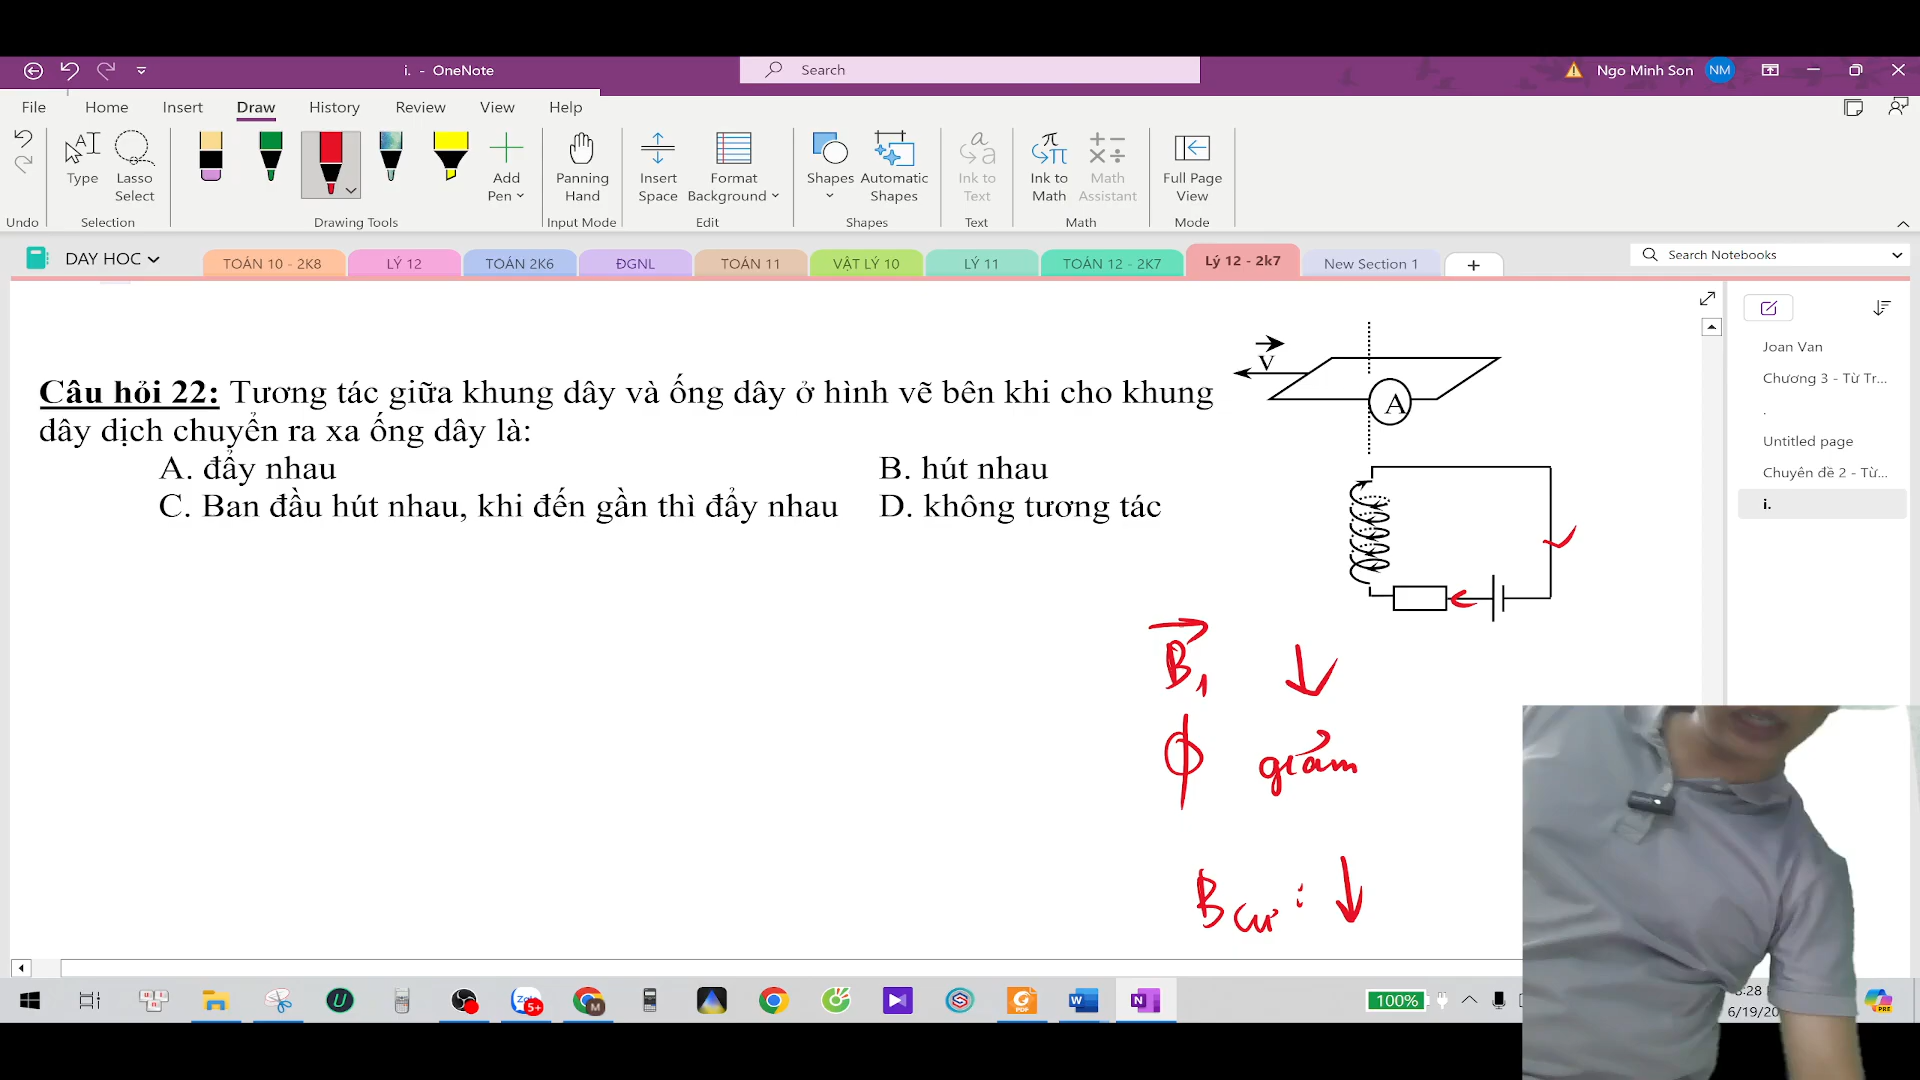 i. - OneNote
Search
Ngo Minh Son NM
File Home Insert Draw History Review View Help
Type
Lasso Select
Add Pen
Panning Hand
Insert Space
Format Background
Shapes
Automatic Shapes
Ink to Text
Ink to Math
Math Assistant
Full Page View
Undo Selection Drawing Tools Input Mode Edit Shapes Text Math Mode
DAY HOC
TOÁN 10 - 2K8 LÝ 12 TOÁN 2K6 ĐGNL TOÁN 11 VẬT LÝ 10 LÝ 11 TOÁN 12 - 2K7 Lý 12 - 2k7 New Section 1 +
Search Notebooks
Joan Van
Chương 3 - Từ Tr...
.
Untitled page
Chuyên đề 2 - Từ...
i.
Câu hỏi 22: Tương tác giữa khung dây và ống dây ở hình vẽ bên khi cho khung
dây dịch chuyển ra xa ống dây là:
A. đẩy nhau B. hút nhau
C. Ban đầu hút nhau, khi đến gần thì đẩy nhau D. không tương tác
v
A
B1 ↓
ϕ giảm
Bcư : ↓
100%
6/19/20